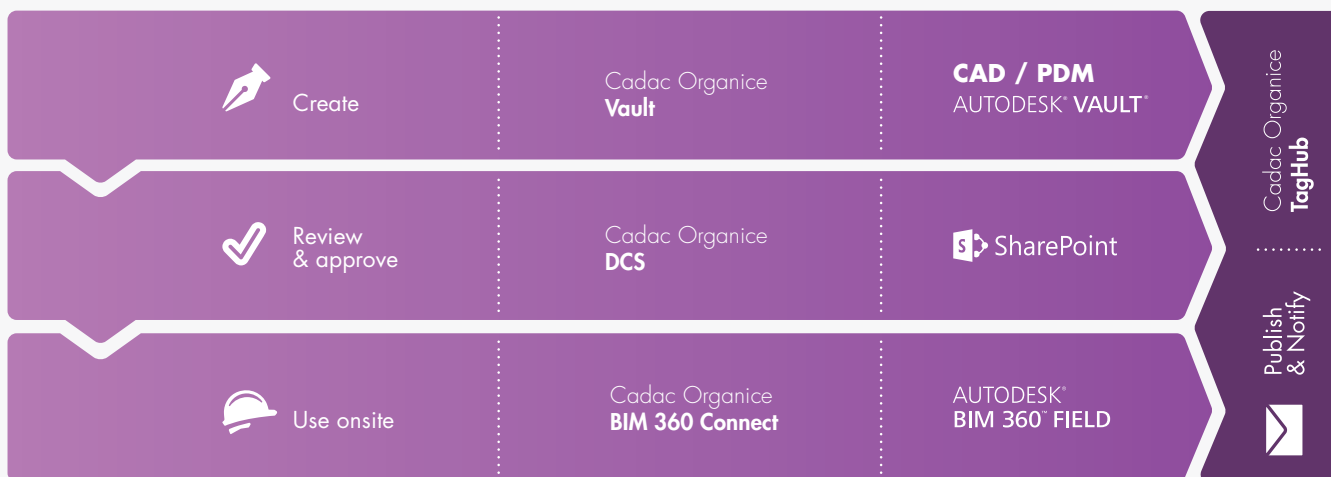 Create
Cadac Organice
Vault
CAD / PDM
AUTODESK® VAULT®
Review
& approve
Cadac Organice
DCS
S SharePoint
Use onsite
Cadac Organice
BIM 360 Connect
AUTODESK®
BIM 360™ FIELD
Cadac Organice
TagHub
Publish
& Notify